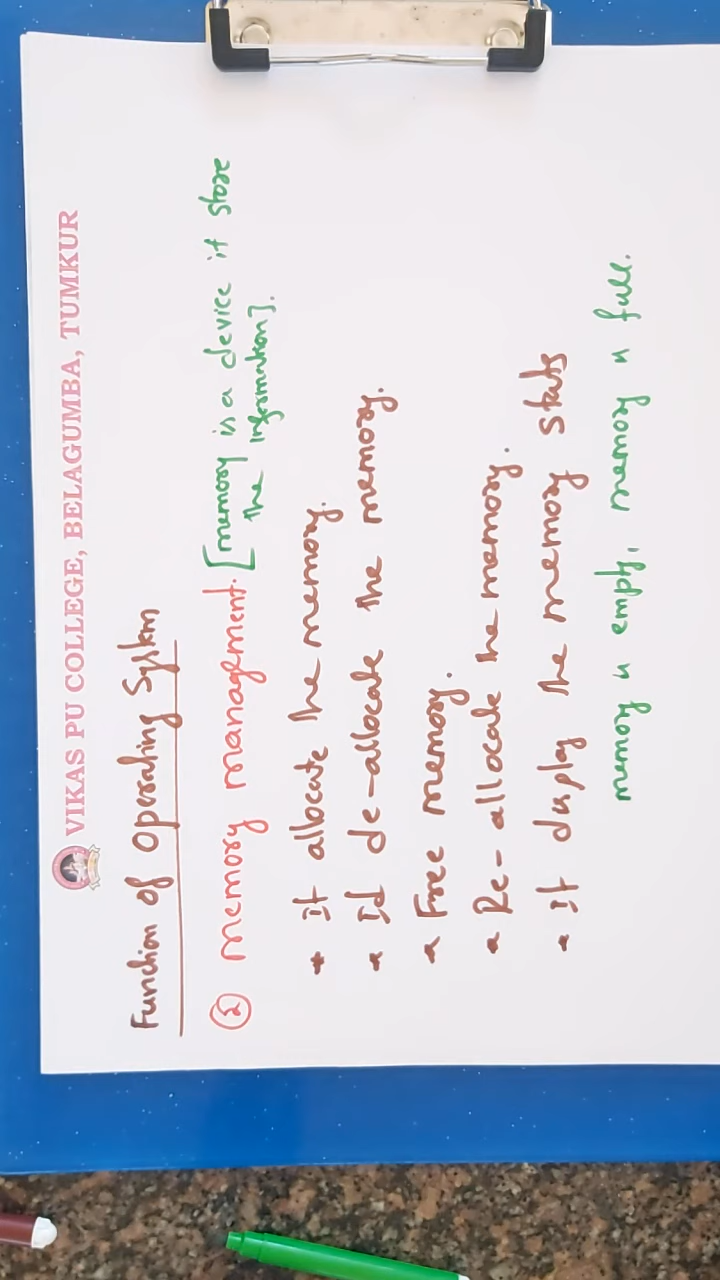 VIKAS PU COLLEGE, BELAGUMBA, TUMKUR
Function of Operating System
② memory management. [memory is a device it store
the information].
* It allocate the memory.
* It de-allocate the memory.
* Free memory.
* Re-allocate the memory.
* It display the memory stats
memory is empty, memory is full.